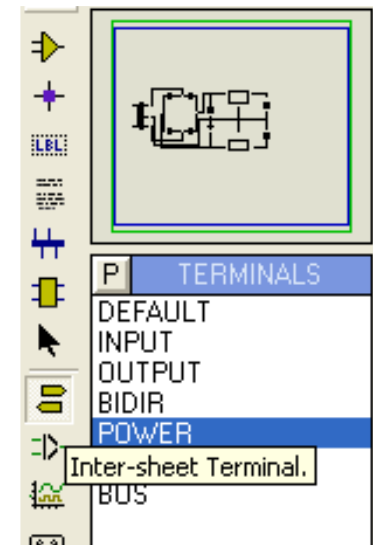 LBL
P TERMINALS
DEFAULT
INPUT
OUTPUT
BIDIR
POWER
Inter-sheet Terminal.
BUS